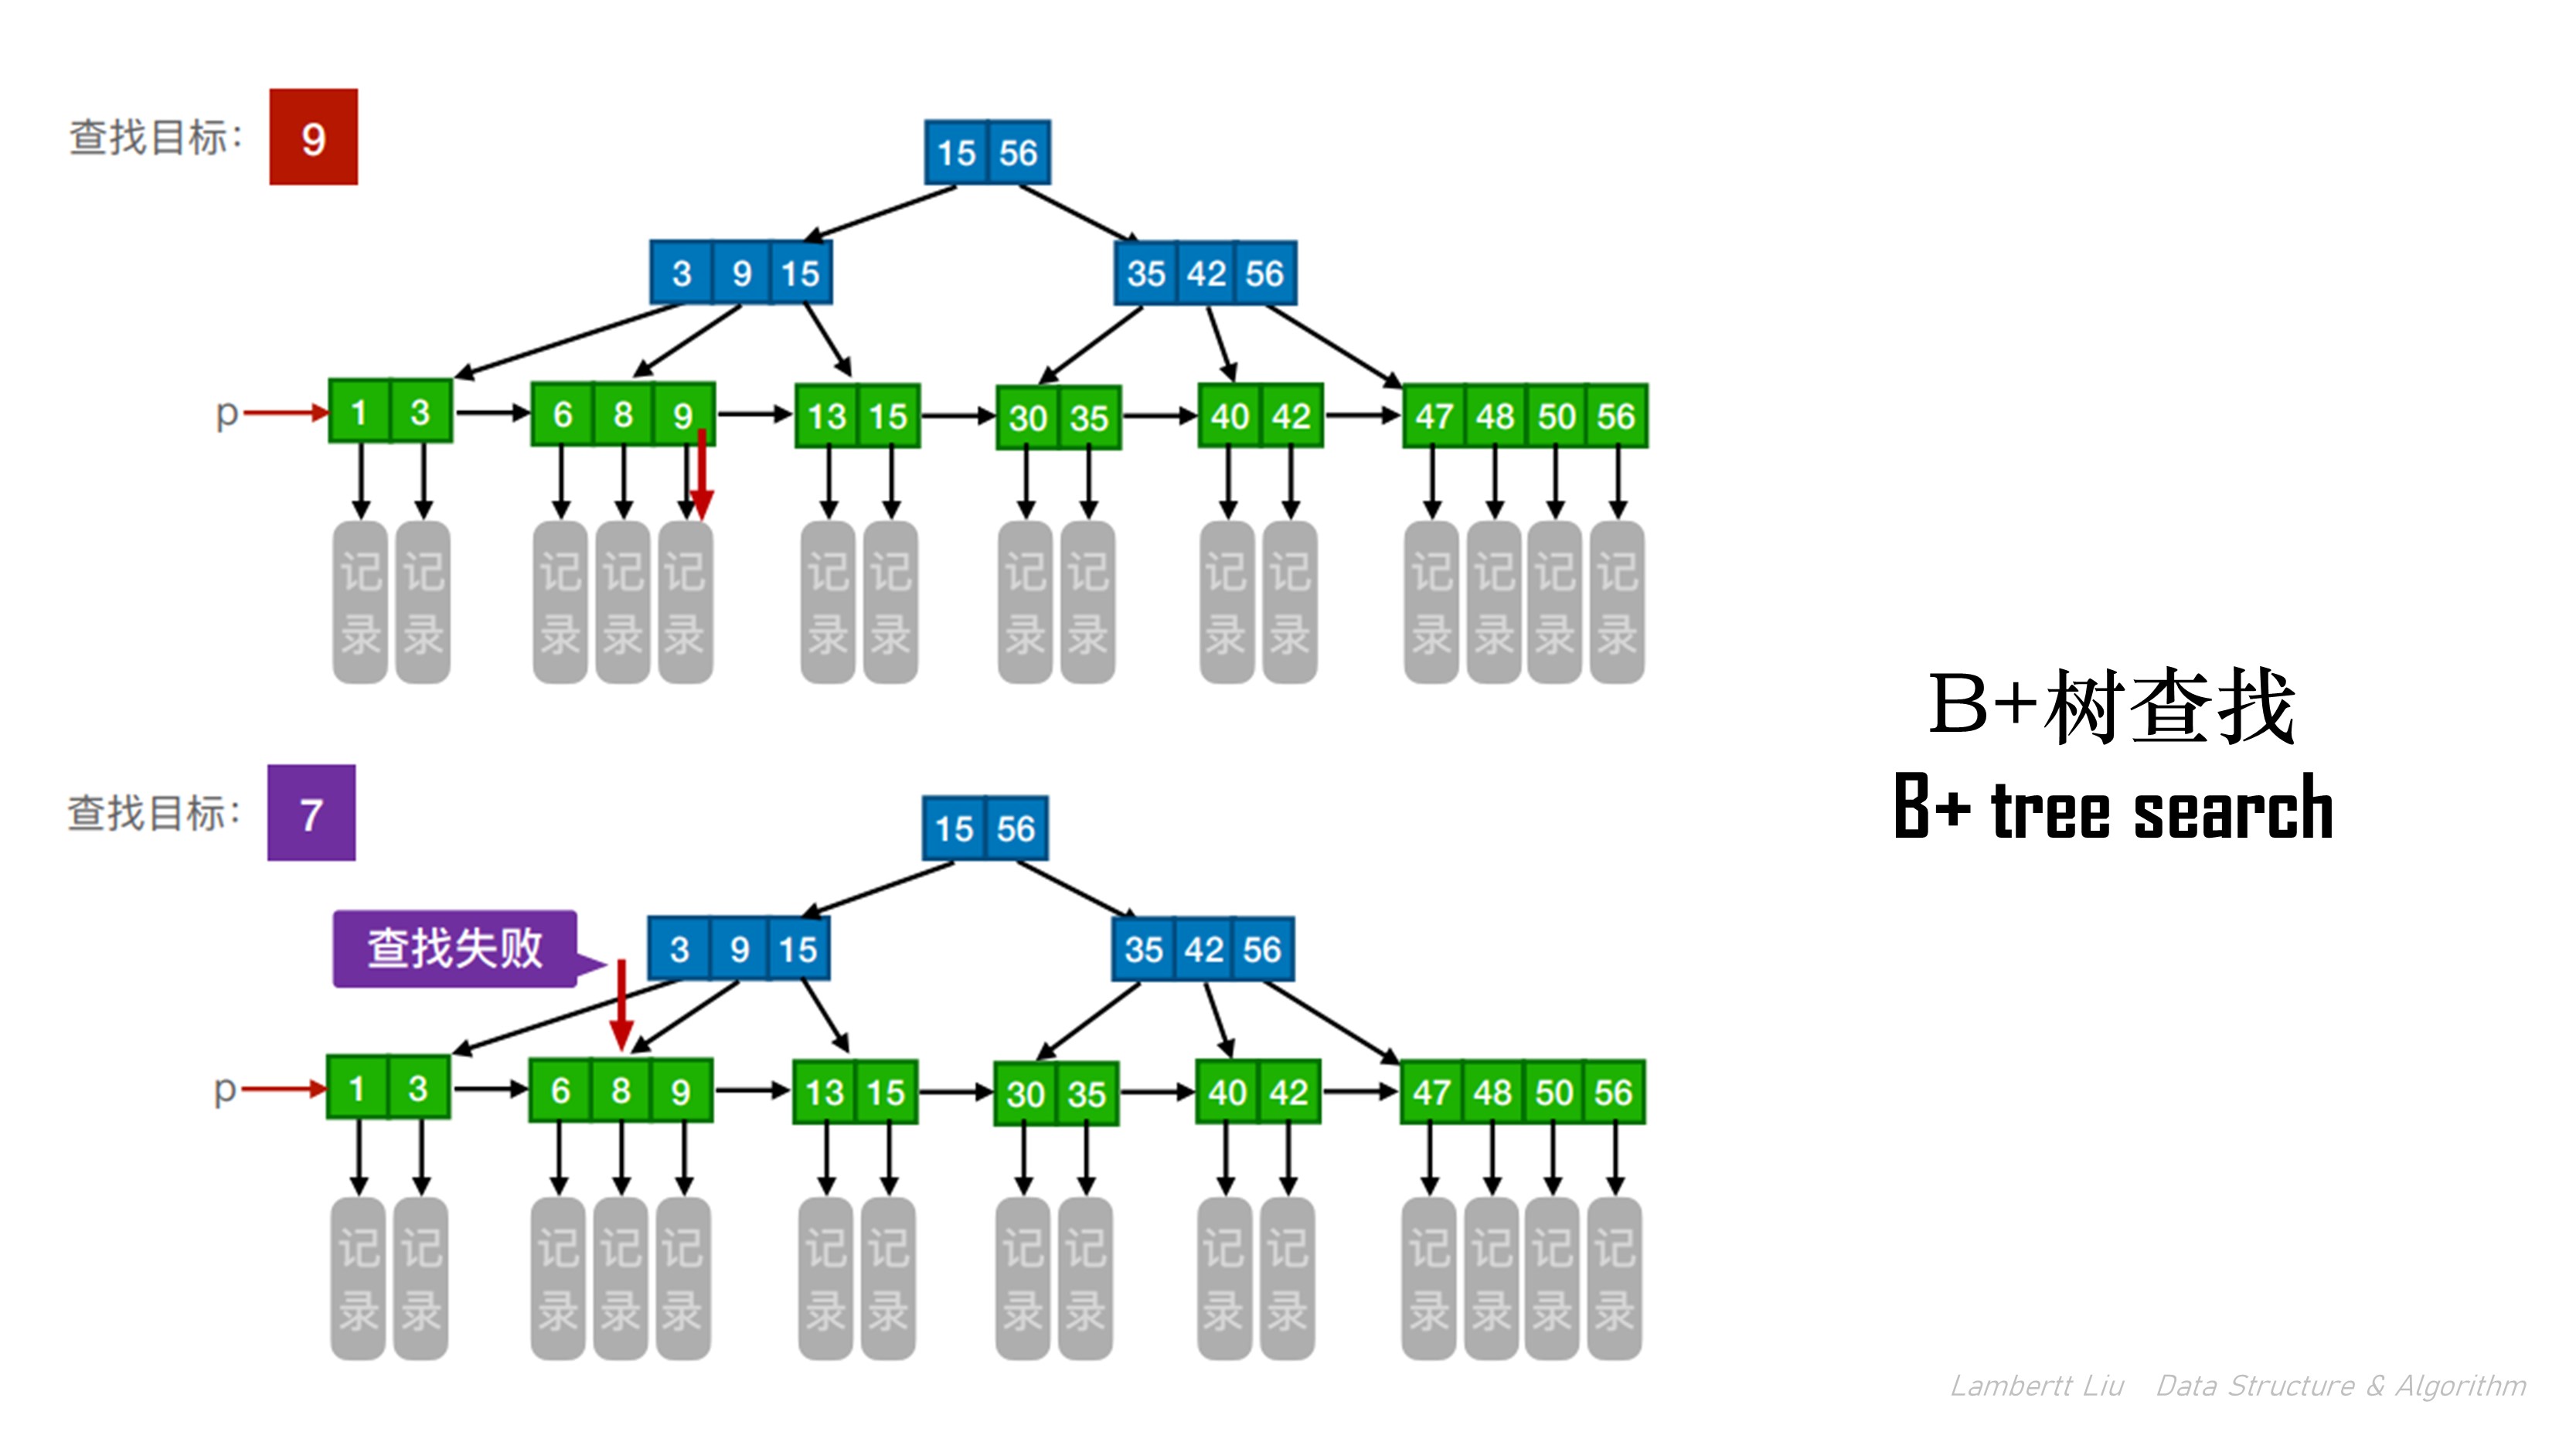 查找目标： 9
15 56
3 9 15 35 42 56
p 1 3 6 8 9 13 15 30 35 40 42 47 48 50 56
记录 记录 记录 记录 记录 记录 记录 记录 记录 记录 记录 记录 记录 记录 记录
B+树查找
B+ tree search
查找目标： 7
15 56
查找失败 3 9 15 35 42 56
p 1 3 6 8 9 13 15 30 35 40 42 47 48 50 56
记录 记录 记录 记录 记录 记录 记录 记录 记录 记录 记录 记录 记录 记录 记录
Lambertt Liu Data Structure & Algorithm